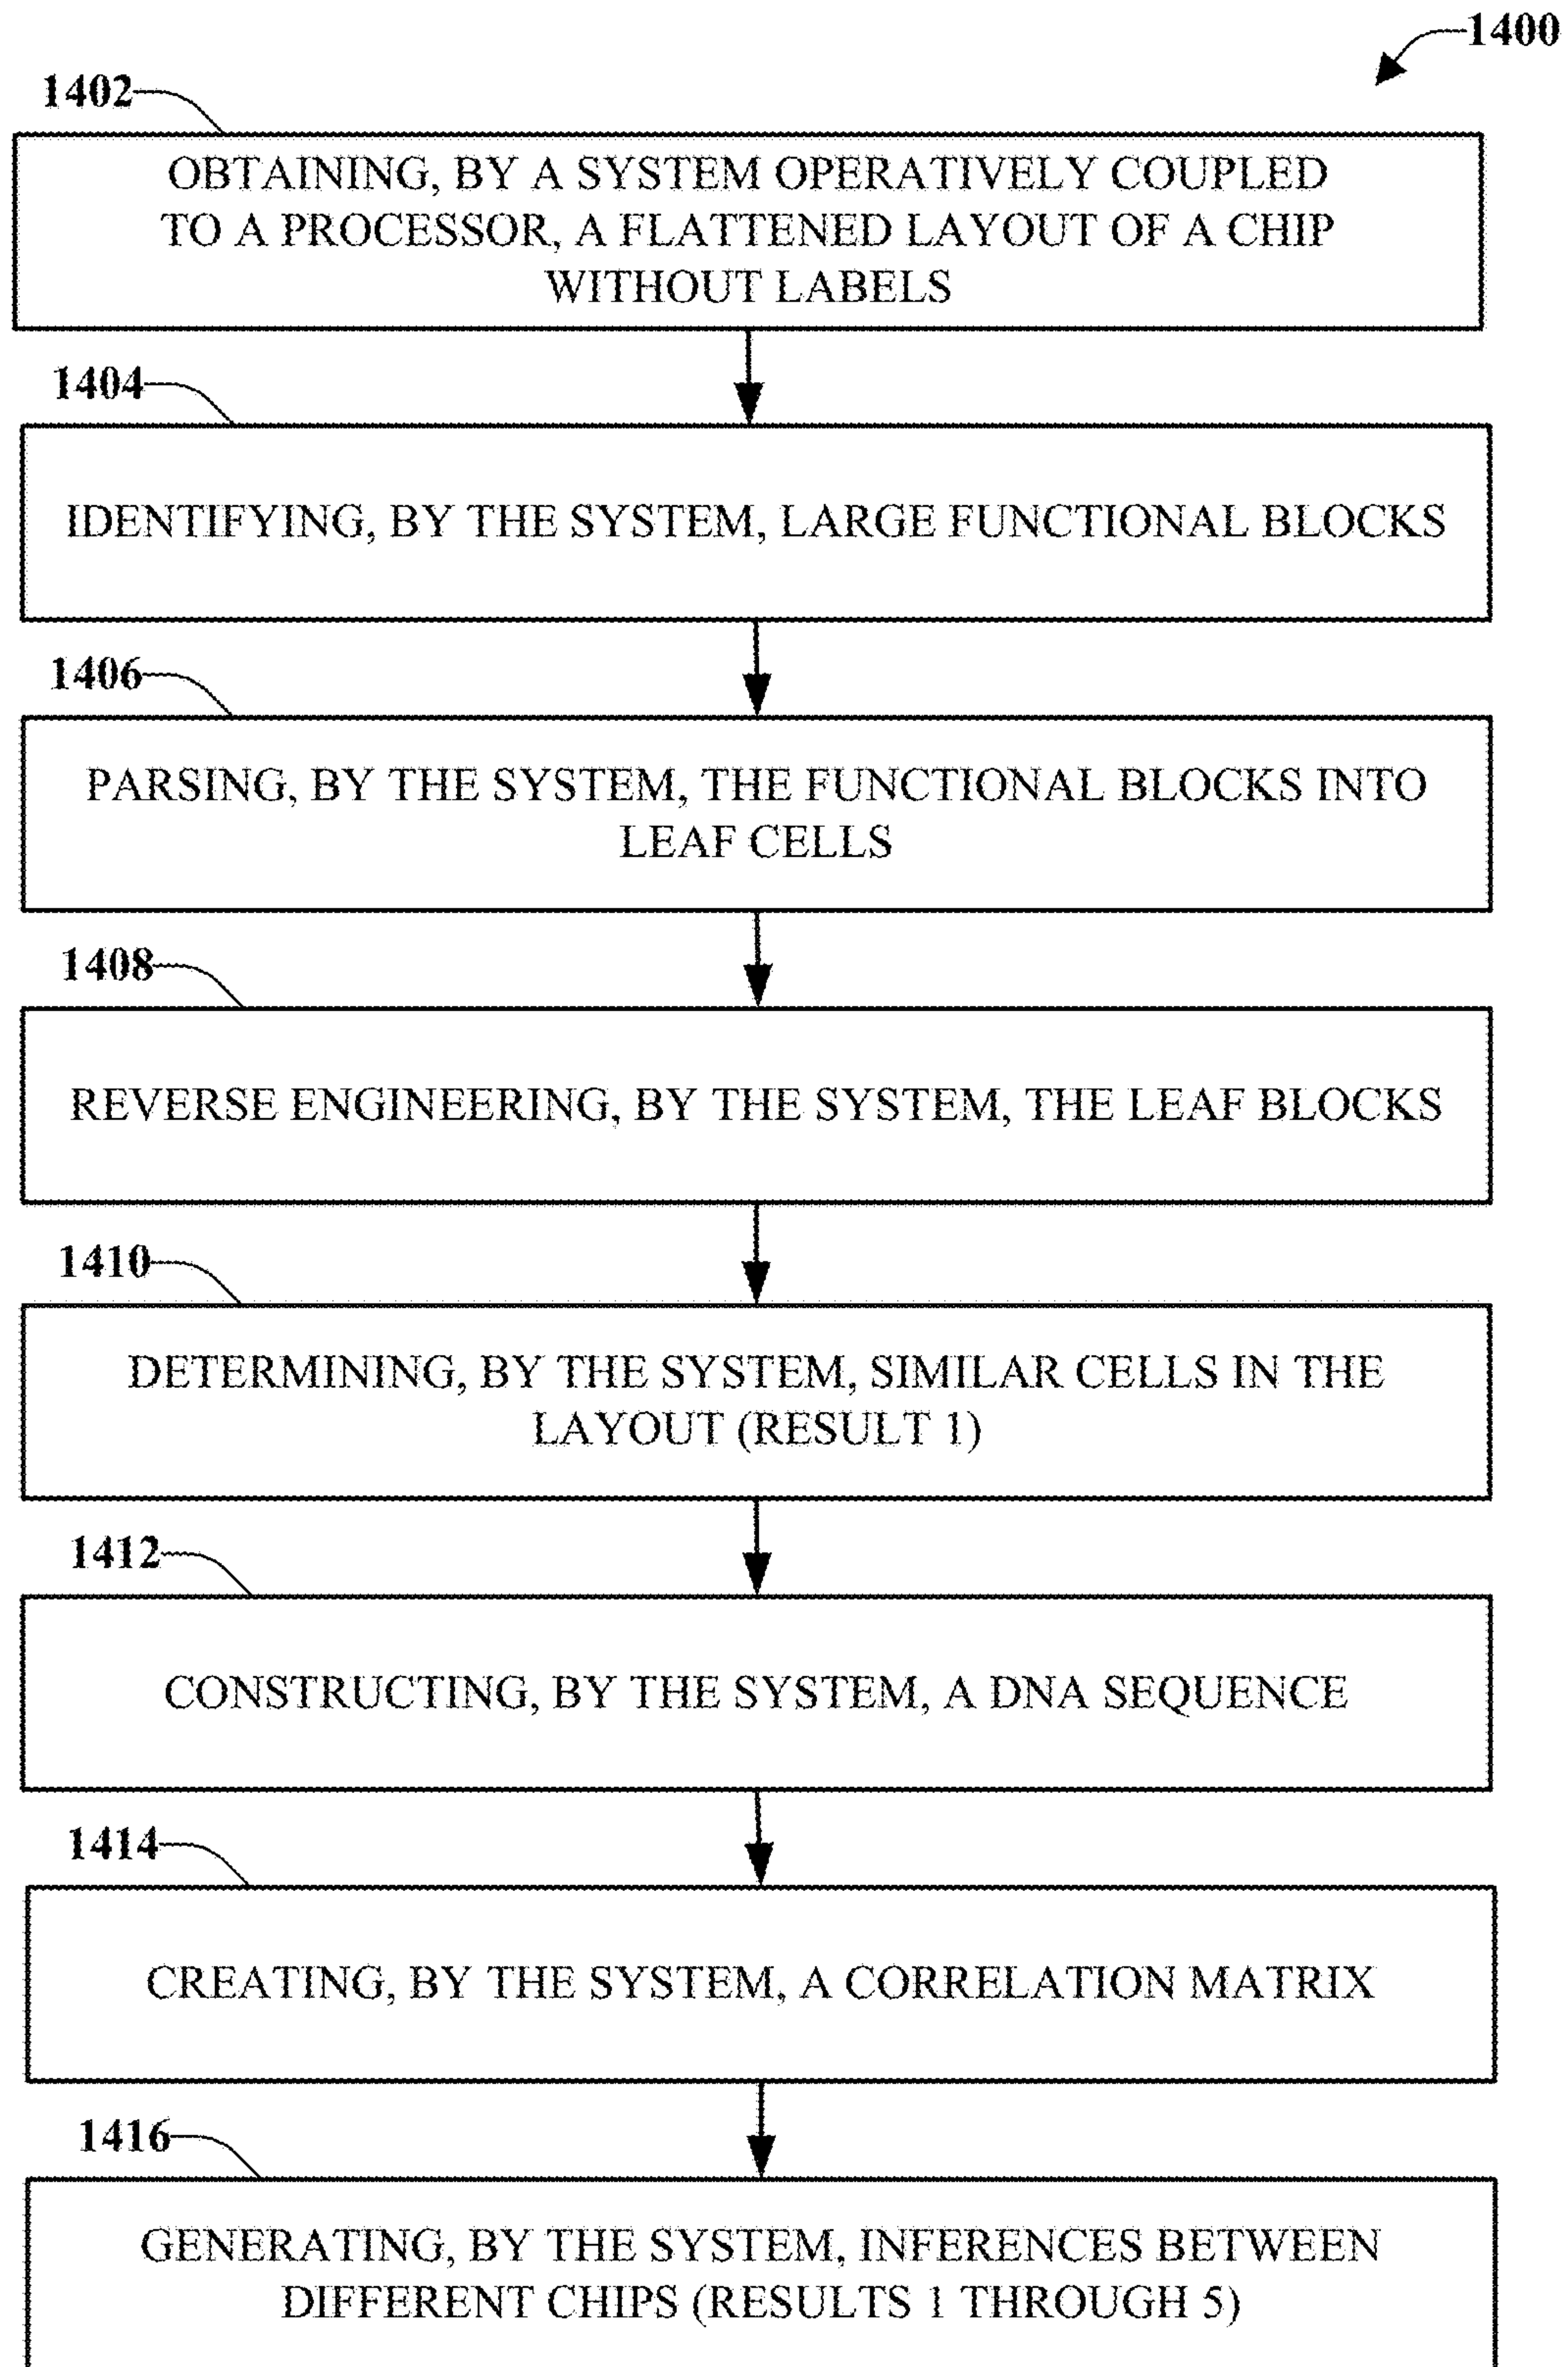 1400
1402
OBTAINING, BY A SYSTEM OPERATIVELY COUPLED
TO A PROCESSOR, A FLATTENED LAYOUT OF A CHIP
WITHOUT LABELS
1404
IDENTIFYING, BY THE SYSTEM, LARGE FUNCTIONAL BLOCKS
1406
PARSING, BY THE SYSTEM, THE FUNCTIONAL BLOCKS INTO
LEAF CELLS
1408
REVERSE ENGINEERING, BY THE SYSTEM, THE LEAF BLOCKS
1410
DETERMINING, BY THE SYSTEM, SIMILAR CELLS IN THE
LAYOUT (RESULT 1)
1412
CONSTRUCTING, BY THE SYSTEM, A DNA SEQUENCE
1414
CREATING, BY THE SYSTEM, A CORRELATION MATRIX
1416
GENERATING, BY THE SYSTEM, INFERENCES BETWEEN
DIFFERENT CHIPS (RESULTS 1 THROUGH 5)